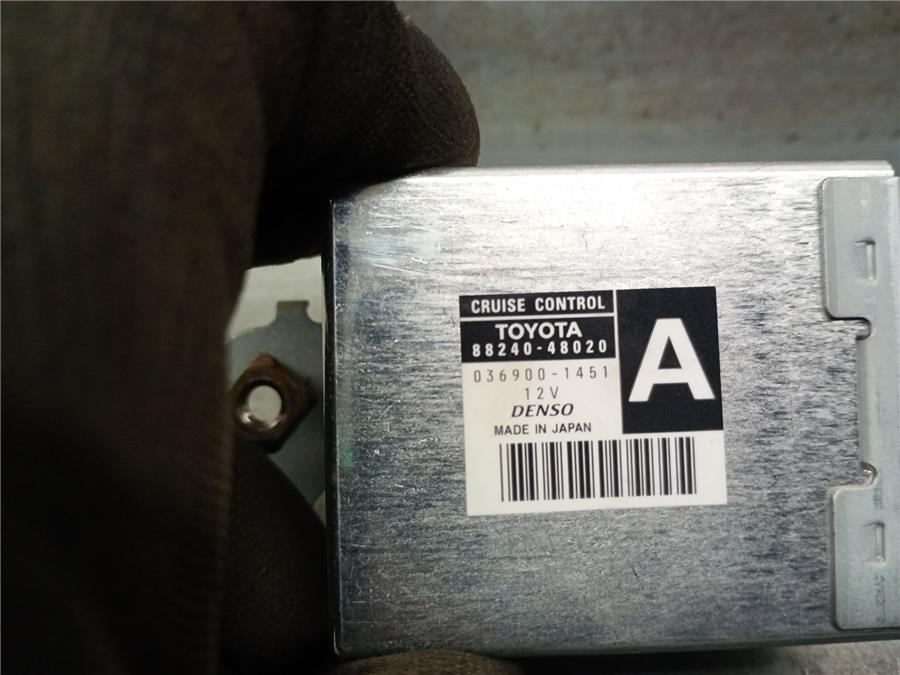 CRUISE CONTROL
TOYOTA
88240-48020
036900-1451
12V
DENSO
MADE IN JAPAN
A